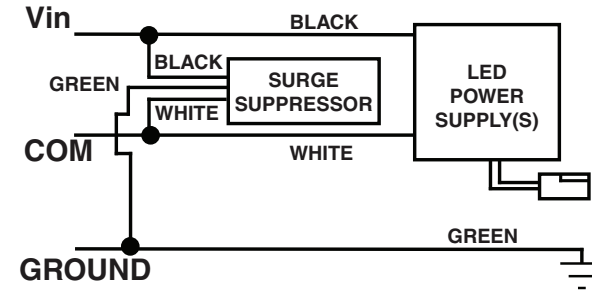 Vin
BLACK
BLACK
GREEN
SURGE
SUPPRESSOR
WHITE
LED
POWER
SUPPLY(S)
COM
WHITE
GREEN
GROUND